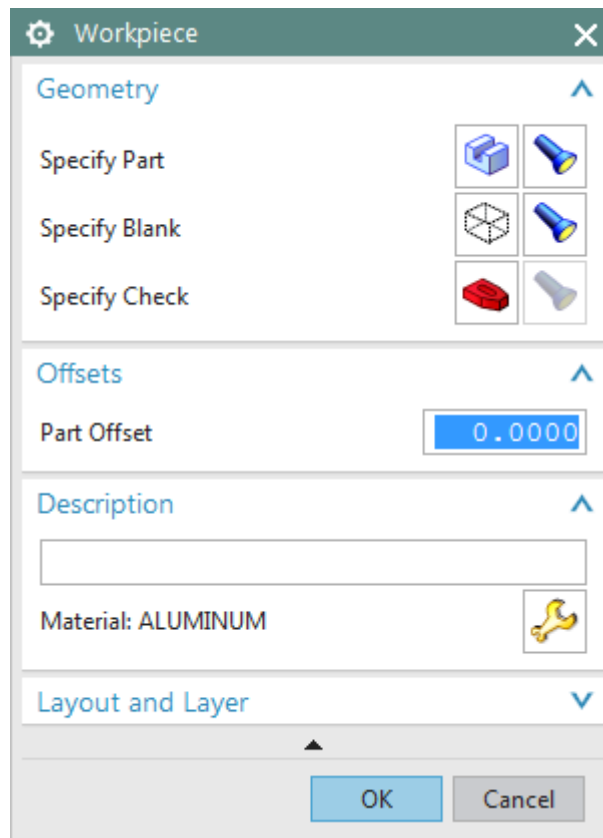 Workpiece
Geometry
Specify Part
Specify Blank
Specify Check
Offsets
Part Offset 0.0000
Description
Material: ALUMINUM
Layout and Layer
OK Cancel